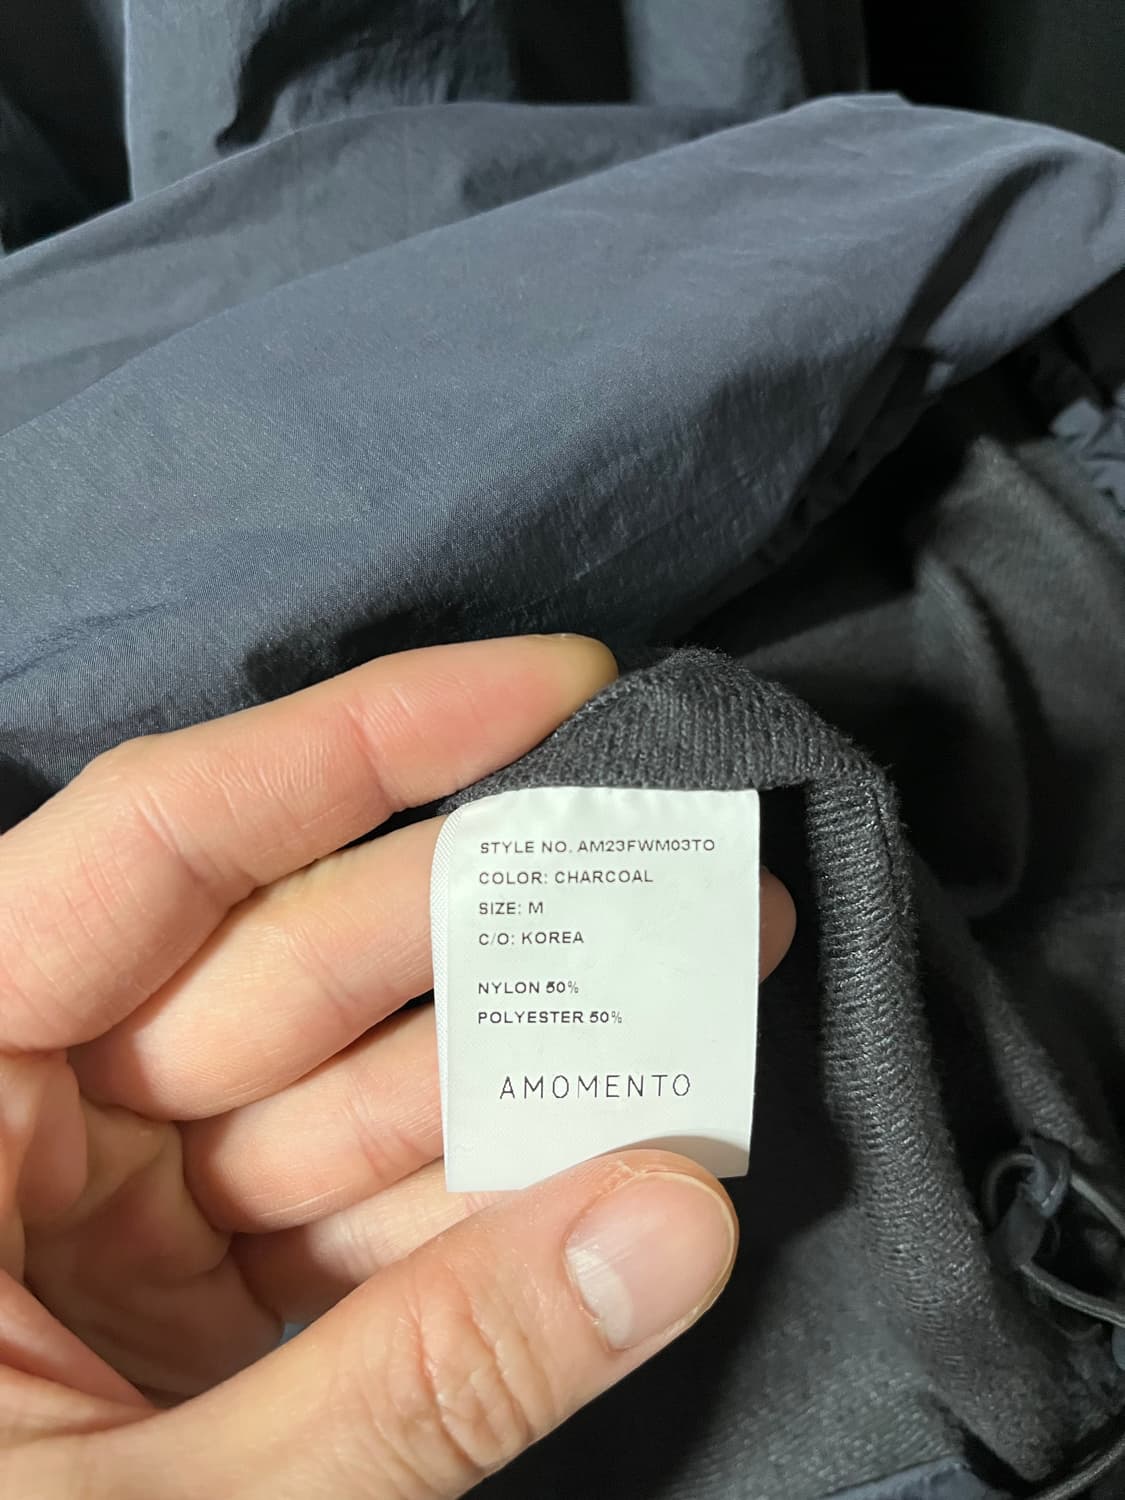 STYLE NO. AM23FWM03TO
COLOR: CHARCOAL
SIZE: M
C/O: KOREA
NYLON 50%
POLYESTER 50%
AMOMENTO